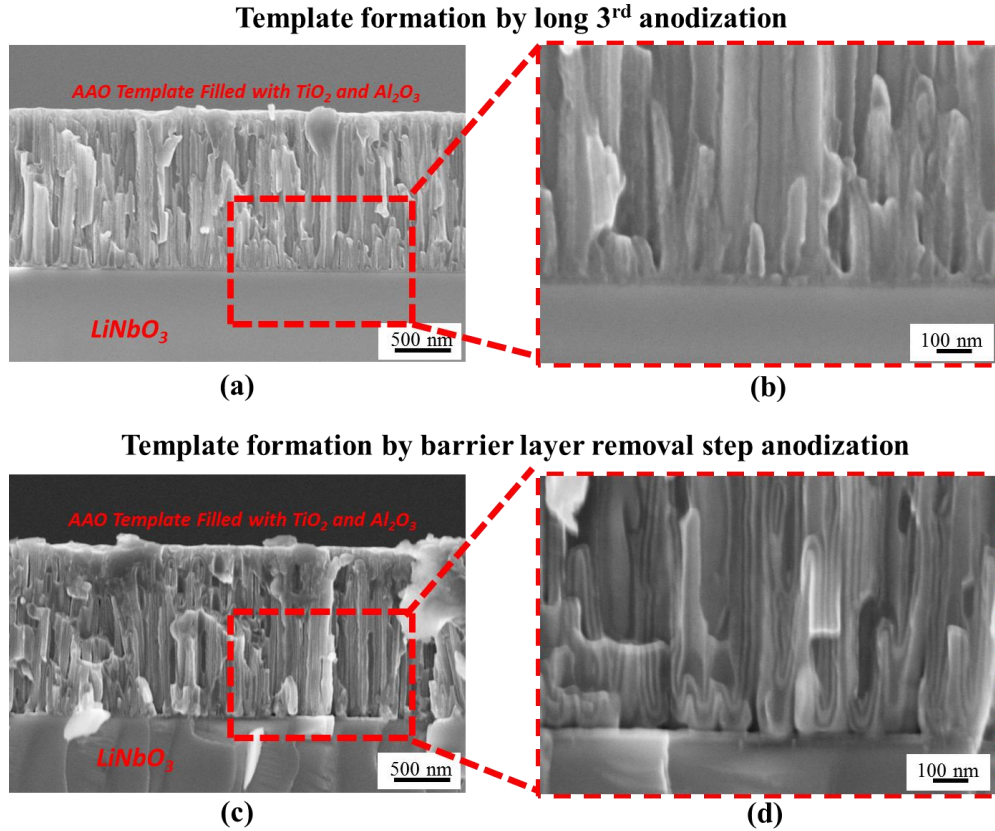 Template formation by long 3rd anodization
AAO Template Filled with TiO2 and Al2O3
LiNbO3
500 nm
100 nm
(a)
(b)
Template formation by barrier layer removal step anodization
AAO Template Filled with TiO2 and Al2O3
LiNbO3
500 nm
100 nm
(c)
(d)